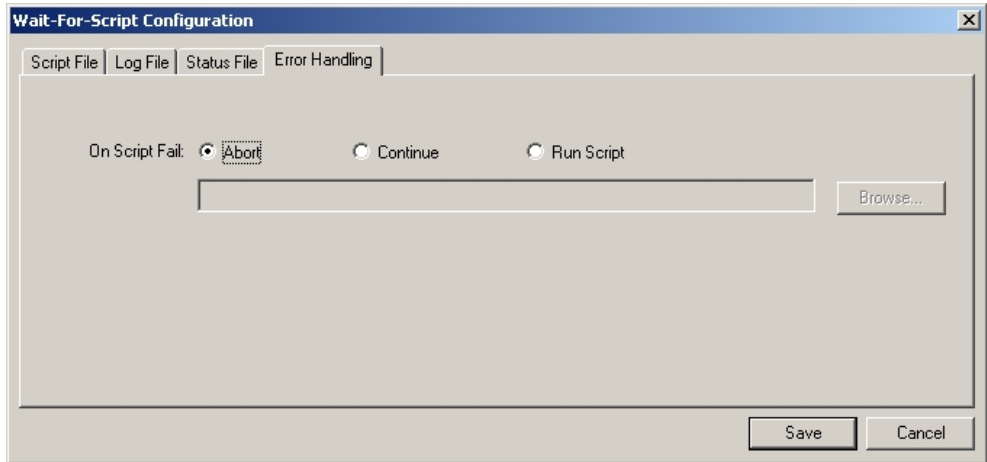 Wait-For-Script Configuration
Script File Log File Status File Error Handling
On Script Fail: Abort Continue Run Script
Browse...
Save Cancel